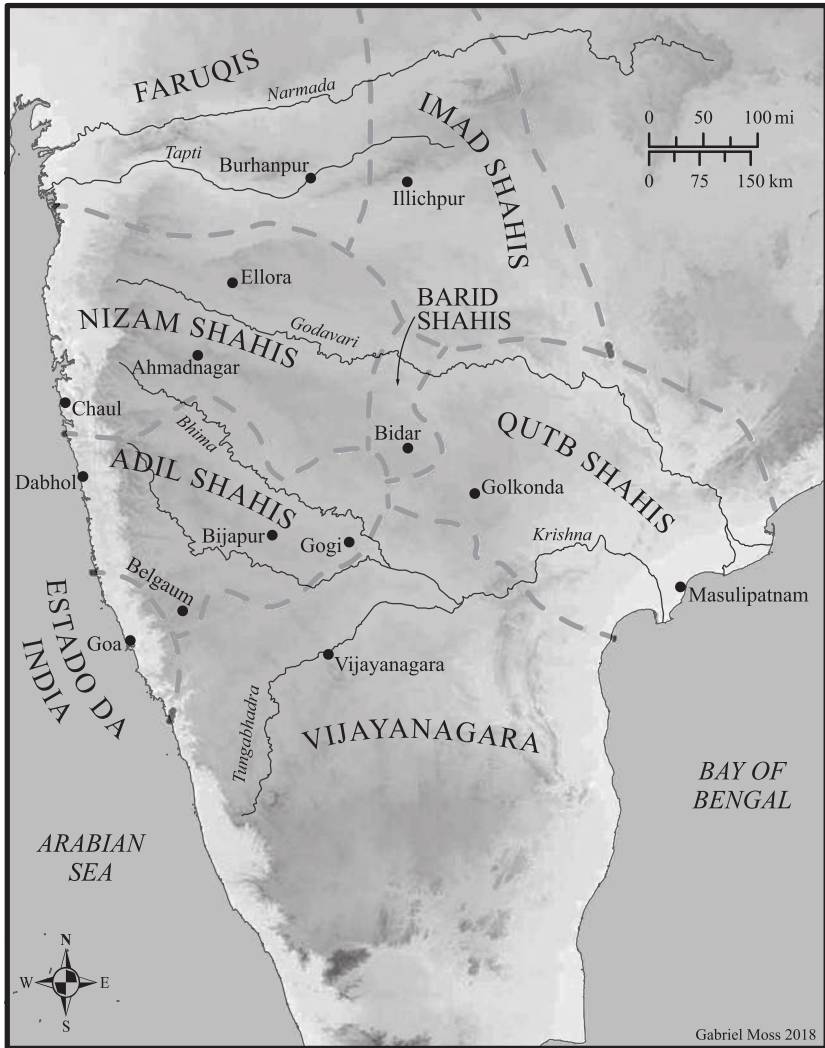 FARUQIS
Narmada
IMAD SHAHIS
0 50 100 mi
0 75 150 km
Tapti
Burhanpur
Illichpur
Ellora
BARID
SHAHIS
NIZAM SHAHIS
Godavari
Ahmadnagar
Chaul
Bhima
Bidar
QUTB SHAHIS
Dabhol
ADIL SHAHIS
Golkonda
Bijapur
Gogi
Krishna
Belgaum
Masulipatnam
ESTADO DA
INDIA
Goa
Vijayanagara
Tungabhadra
VIJAYANAGARA
BAY OF
BENGAL
ARABIAN
SEA
N
W E
S
Gabriel Moss 2018